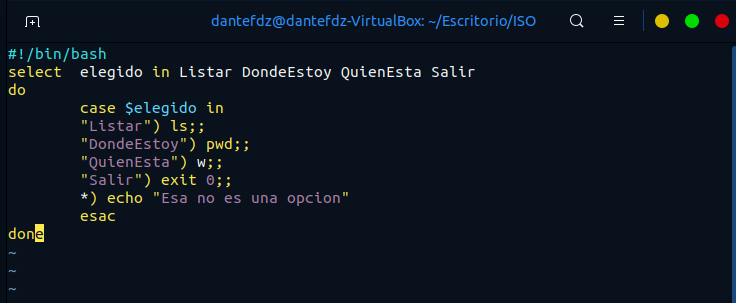 dantefdz@dantefdz-VirtualBox: ~/Escritorio/ISO
#!/bin/bash
select  elegido in Listar DondeEstoy QuienEsta Salir
do
        case $elegido in
        "Listar") ls;;
        "DondeEstoy") pwd;;
        "QuienEsta") w;;
        "Salir") exit 0;;
        *) echo "Esa no es una opcion"
        esac
done
~
~
~